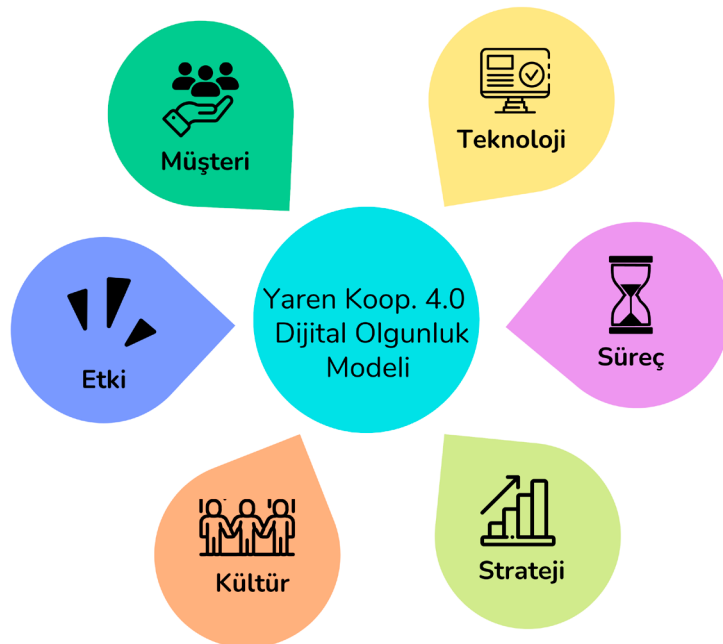 Müşteri
Teknoloji
Yaren Koop. 4.0
Dijital Olgunluk
Modeli
Süreç
Etki
Kültür
Strateji